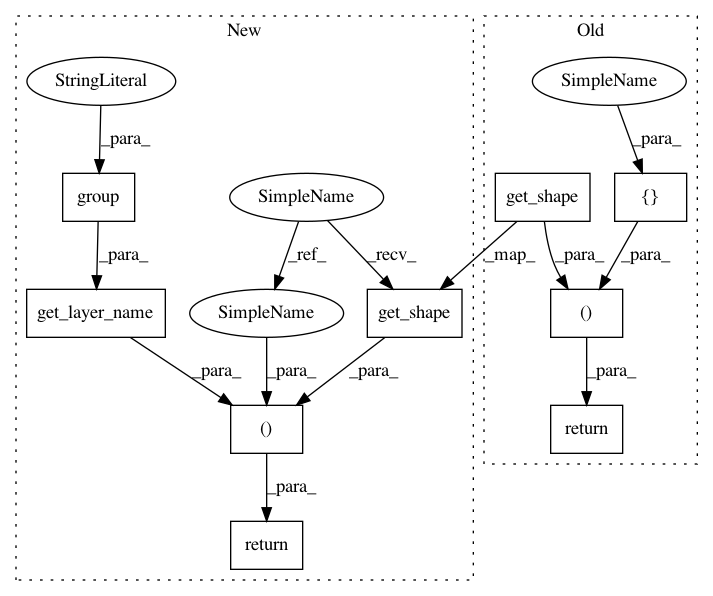 New
Old
StringLiteral
SimpleName
_para_
_para_
group
SimpleName
get_shape
{}
_para_
_ref_
_recv_
_map_
_para_
_para_
get_layer_name
SimpleName
get_shape
()
_para_
_para_
_para_
_para_
()
return
_para_
return